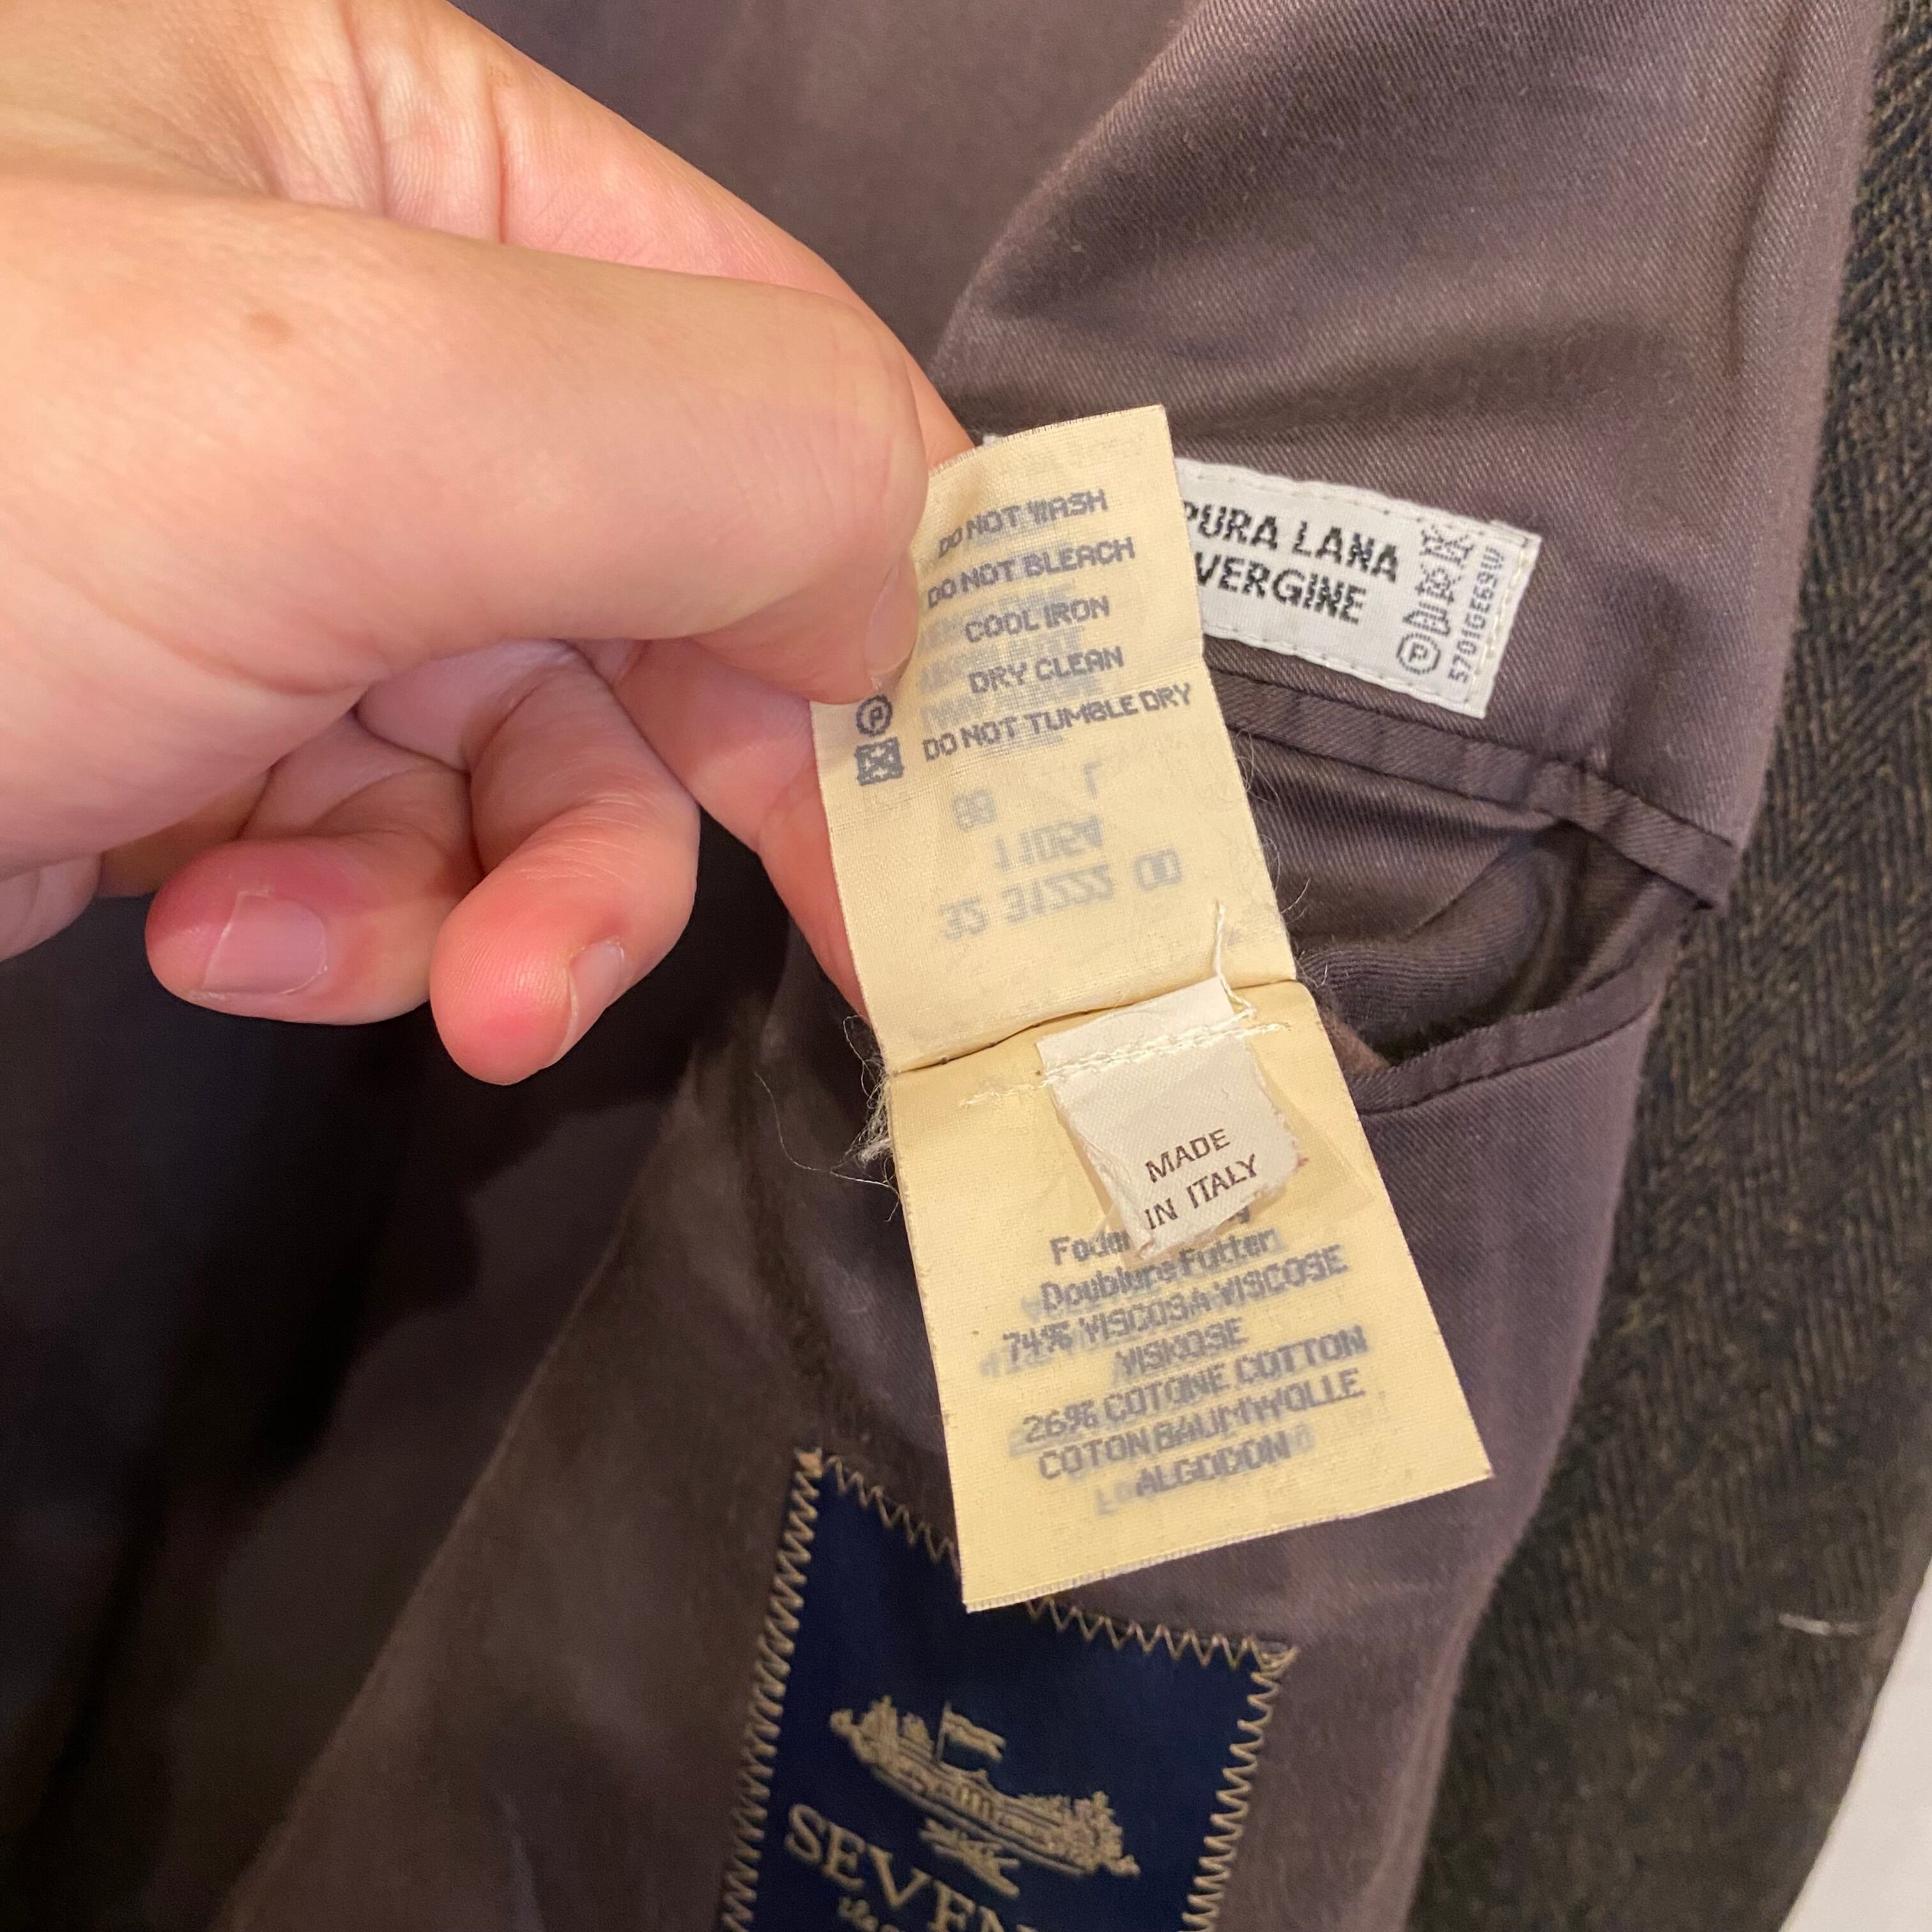 DO NOT WASH
DO NOT BLEACH
COOL IRON
DRY CLEAN
P
DO NOT TUMBLE DRY
PURA LANA
VERGINE
P
5701GE69IW
MADE
IN ITALY
Doublure Futter
74% VISCOSA VISCOSE
VISKOSE
26% COTONE COTTON
COTON BAUMWOLLE
ALGODON
SEVEN